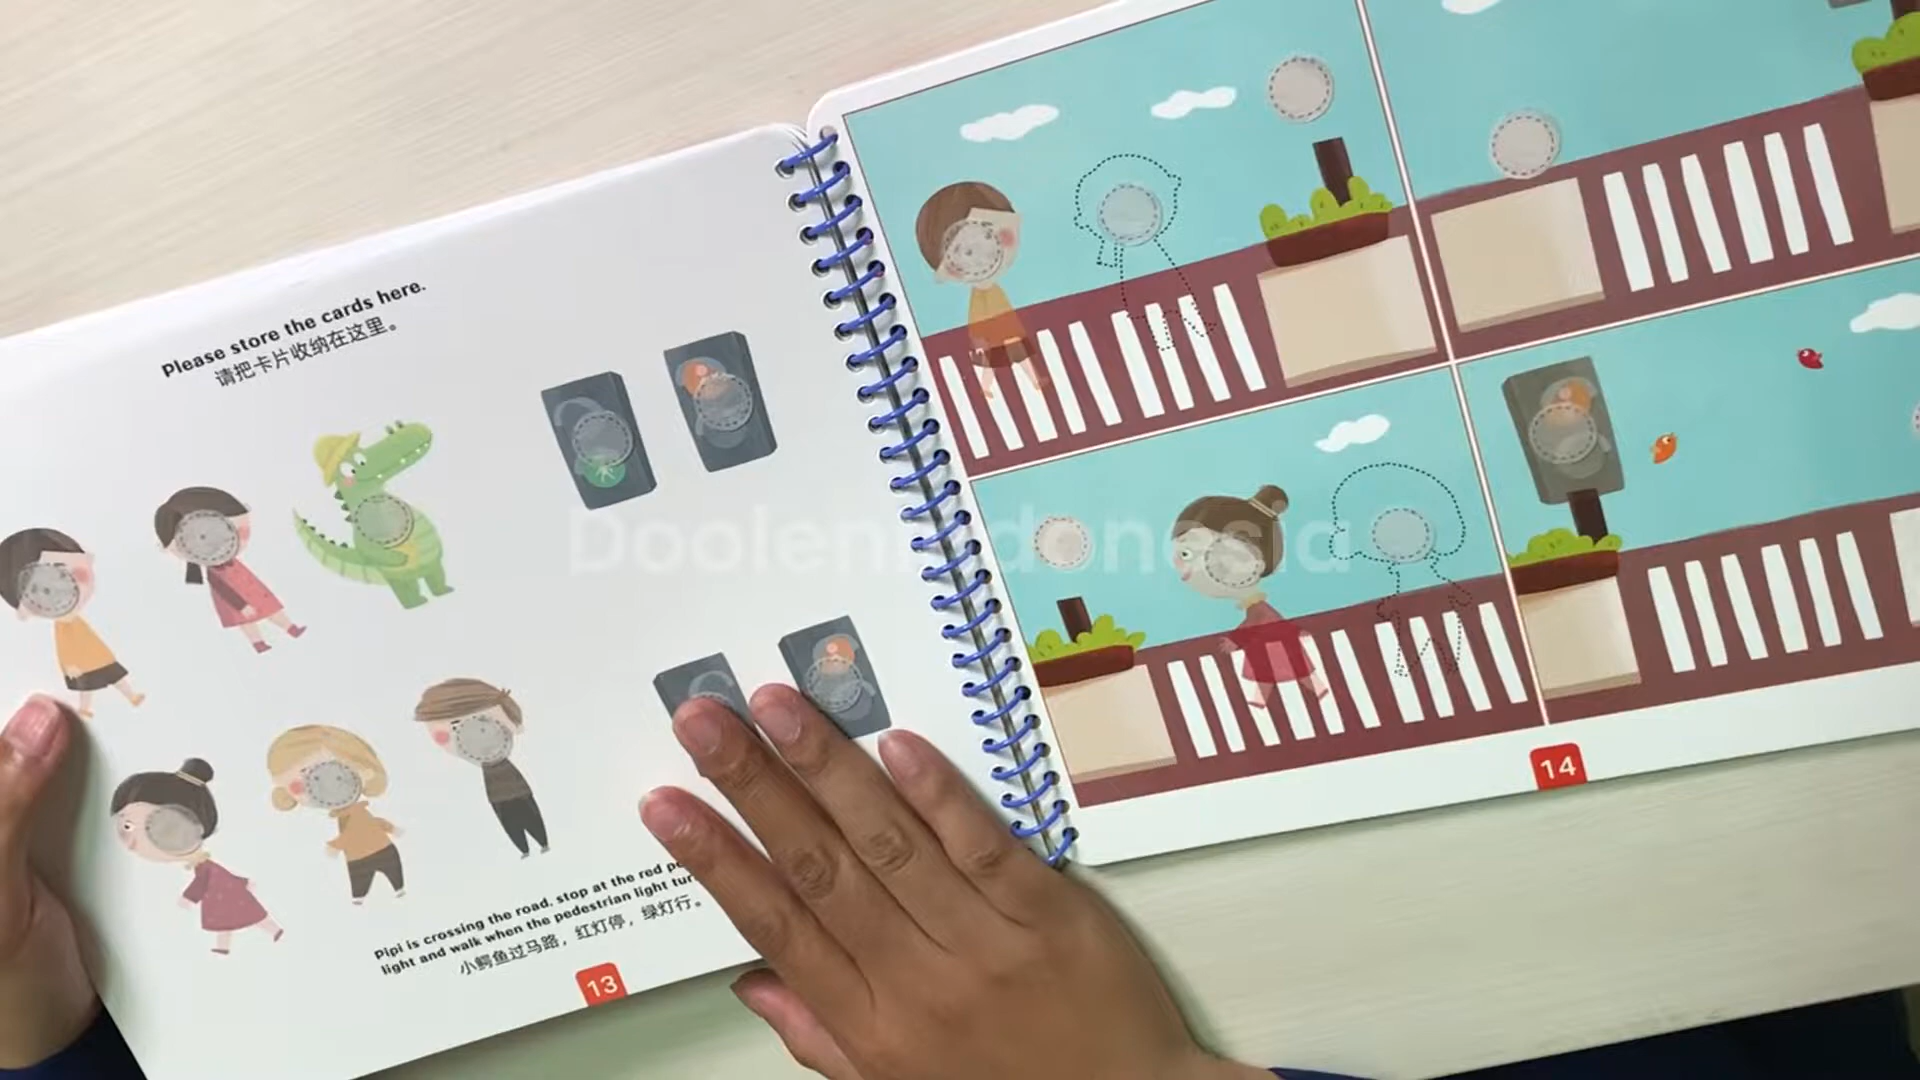 Please store the cards here.
请把卡片收纳在这里。
Pipi is crossing the road, stop at the red
light and walk when the pedestrian light
小鳄鱼过马路，红灯停，绿灯行。
13
14
Doolen Indonesia